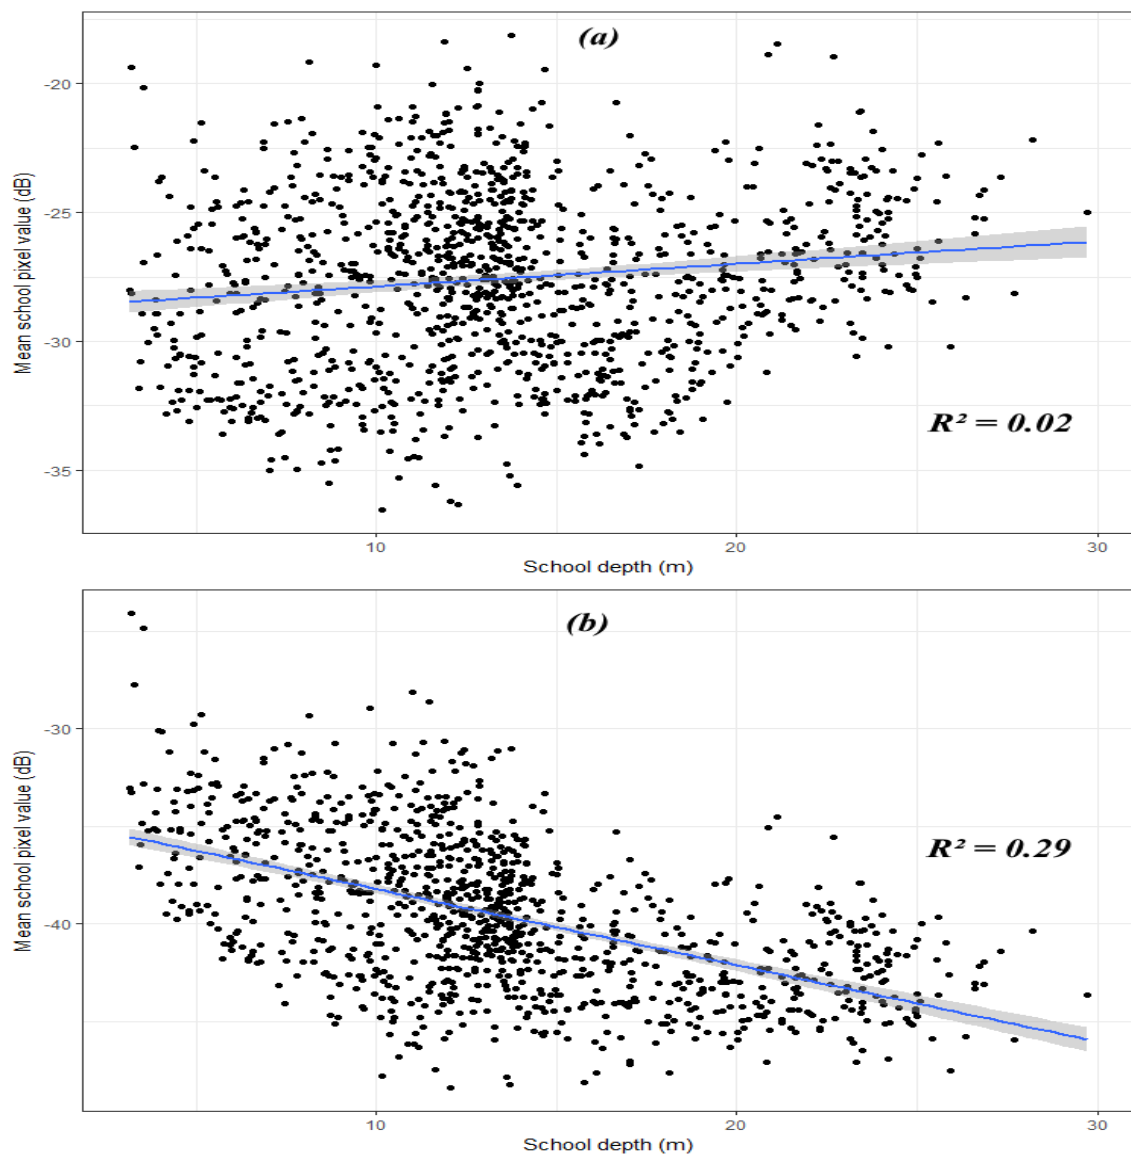 (a)
-20
-25
-30
-35
Mean school pixel value (dB)
R² = 0.02
10
20
30
School depth (m)
(b)
-30
-40
Mean school pixel value (dB)
R² = 0.29
10
20
30
School depth (m)